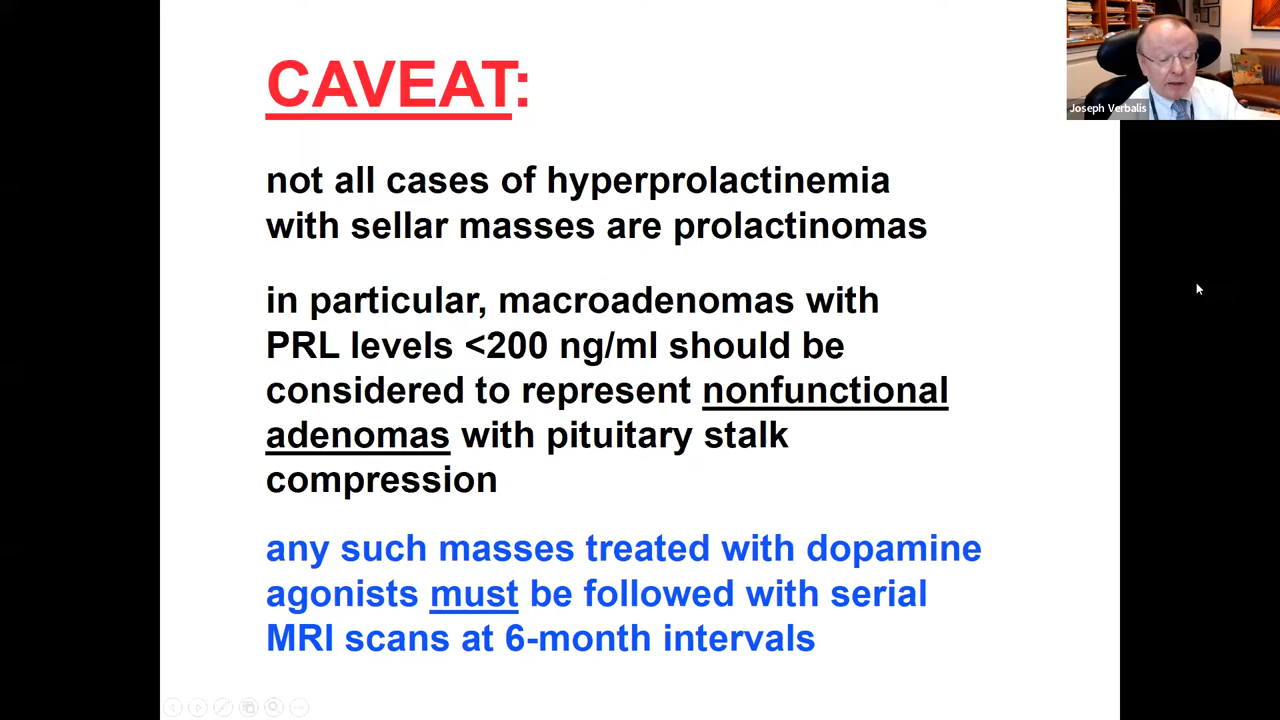 CAVEAT:
not all cases of hyperprolactinemia
with sellar masses are prolactinomas
in particular, macroadenomas with
PRL levels <200 ng/ml should be
considered to represent nonfunctional
adenomas with pituitary stalk
compression
any such masses treated with dopamine
agonists must be followed with serial
MRI scans at 6-month intervals
Joseph Verbalis